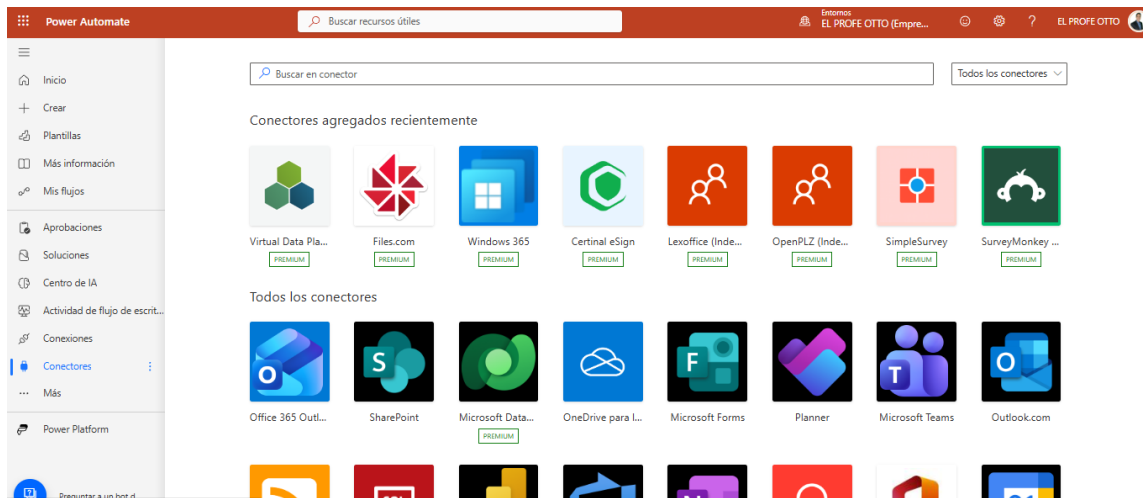 Power Automate
Buscar recursos útiles
Entornos
EL PROFE OTTO (Empre...
?
EL PROFE OTTO
Inicio
Crear
Plantillas
Más información
Mis flujos
Aprobaciones
Soluciones
Centro de IA
Actividad de flujo de escrit...
Conexiones
Conectores
Más
Power Platform
Preguntar a un bot d
Buscar en conector
Todos los conectores
Conectores agregados recientemente
Virtual Data Pla...
PREMIUM
Files.com
PREMIUM
Windows 365
PREMIUM
Certinal eSign
PREMIUM
Lexoffice (Inde...
PREMIUM
OpenPLZ (Inde...
PREMIUM
SimpleSurvey
PREMIUM
SurveyMonkey ...
PREMIUM
Todos los conectores
O
Office 365 Outl...
S
SharePoint
Microsoft Data...
PREMIUM
OneDrive para l...
F
Microsoft Forms
Planner
T
Microsoft Teams
O
Outlook.com